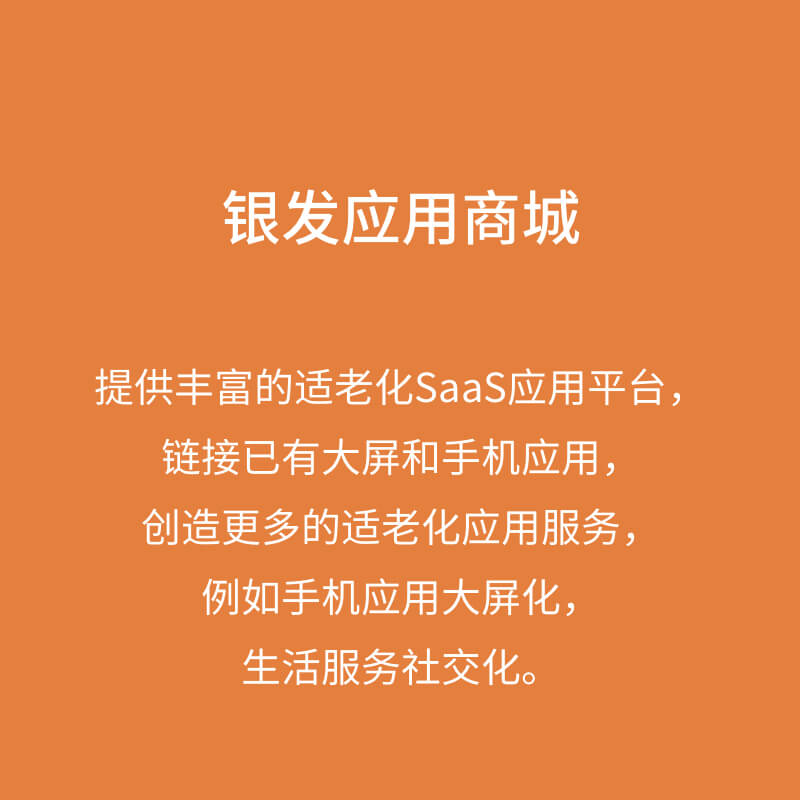 银发应用商城
提供丰富的适老化SaaS应用平台，
链接已有大屏和手机应用，
创造更多的适老化应用服务，
例如手机应用大屏化，
生活服务社交化。